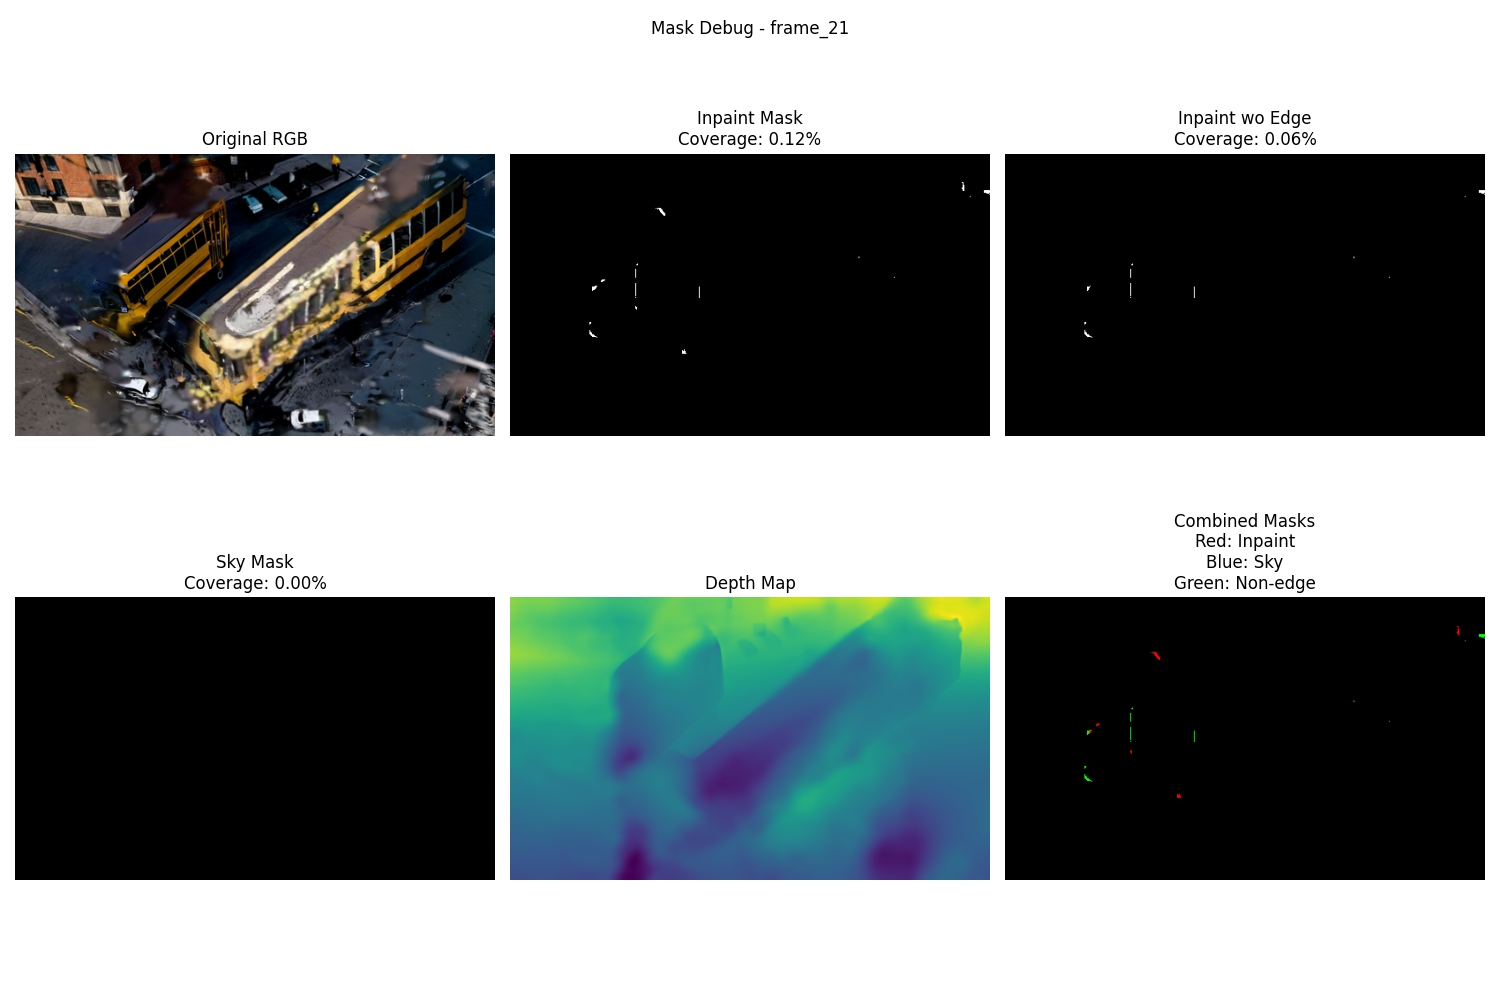 Mask Debug - frame_21
Original RGB
Inpaint Mask
Coverage: 0.12%
Inpaint wo Edge
Coverage: 0.06%
Sky Mask
Coverage: 0.00%
Depth Map
Combined Masks
Red: Inpaint
Blue: Sky
Green: Non-edge